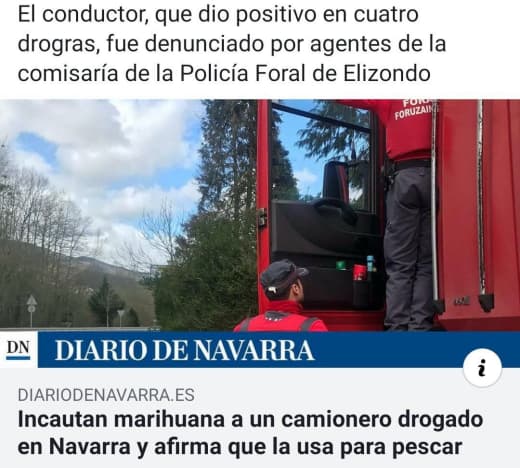 El conductor, que dio positivo en cuatro
drogras, fue denunciado por agentes de la
comisaría de la Policía Foral de Elizondo
FORA
FORUZAIN
DN
DIARIO DE NAVARRA
i
DIARIODENAVARRA.ES
Incautan marihuana a un camionero drogado
en Navarra y afirma que la usa para pescar